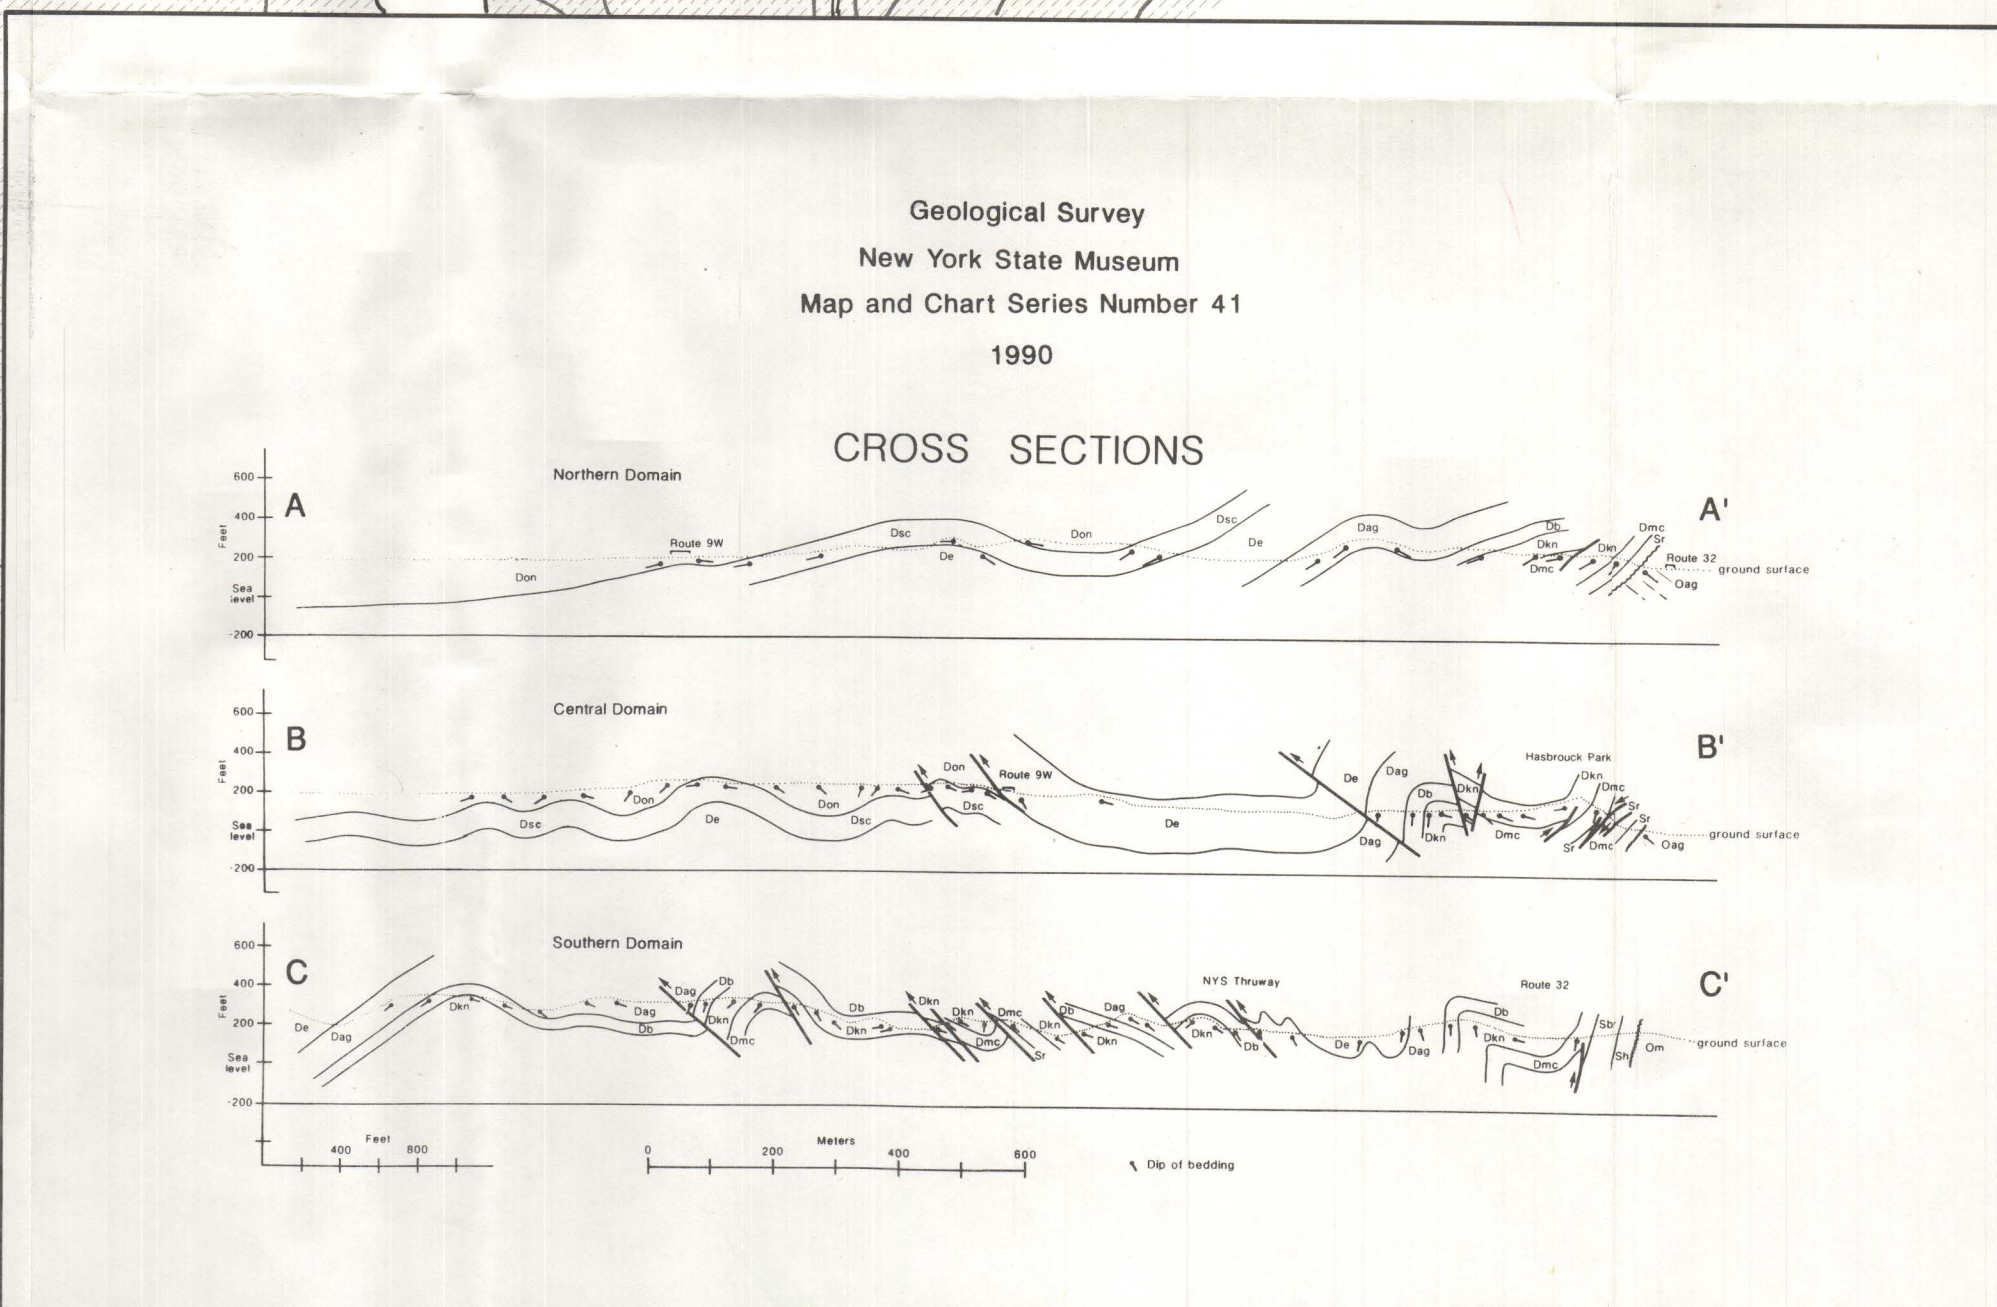 Geological Survey
New York State Museum
Map and Chart Series Number 41
1990
CROSS SECTIONS
Northern Domain
A
A'
600
400
200
Sea
level
-200
Feet
Route 9W
Don
Dsc
De
Don
Dsc
De
Dag
Db
Dkn
Dmc
Dkn
Dmc
Sr
Route 32
ground surface
Oag
Central Domain
B
B'
600
400
200
Sea
level
-200
Feet
Dsc
Don
De
Don
Dsc
Don
Route 9W
Dsc
De
De
Dag
Dag
Db
Dkn
Dkn
Dmc
Hasbrouck Park
Dkn
Dmc
Sr
Sr
Sr
Dmc
Oag
ground surface
Southern Domain
C
C'
600
400
200
Sea
level
-200
Feet
De
Dag
Dkn
Dag
Db
Dag
Db
Dkn
Dmc
Db
Dkn
Dkn
Dkn
Dmc
Dmc
Sr
Dkn
Db
Dag
Dkn
NYS Thruway
Dkn
Db
De
Dag
Route 32
Db
Dkn
Dmc
Sb
Sh
Om
ground surface
Feet
400 800
Meters
0 200 400 600
Dip of bedding